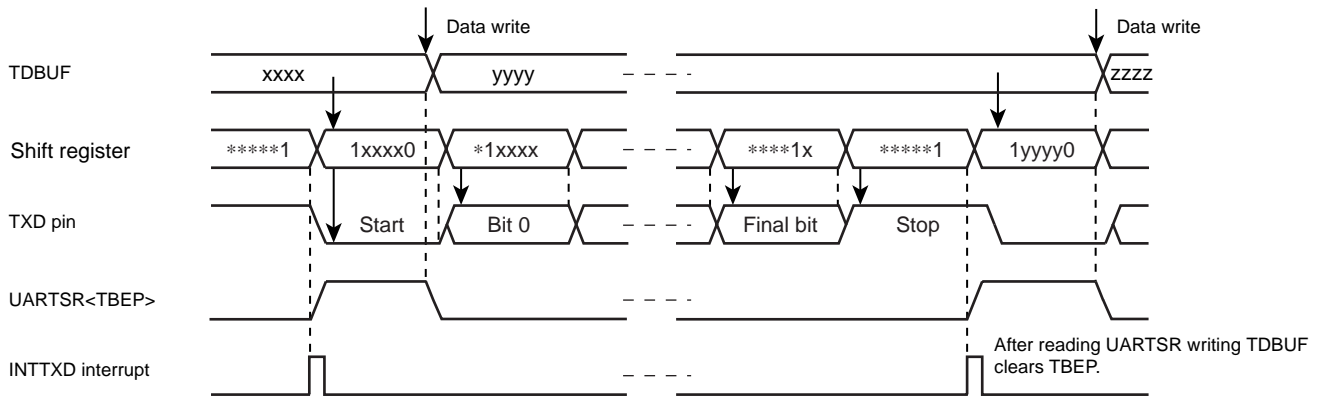 Data write
Data write
TDBUF
xxxx
yyyy
zzzz
Shift register
*****1
1xxxx0
*1xxxx
****1x
*****1
1yyyy0
TXD pin
Start
Bit 0
Final bit
Stop
UARTSR<TBEP>
INTTXD interrupt
After reading UARTSR writing TDBUF
clears TBEP.